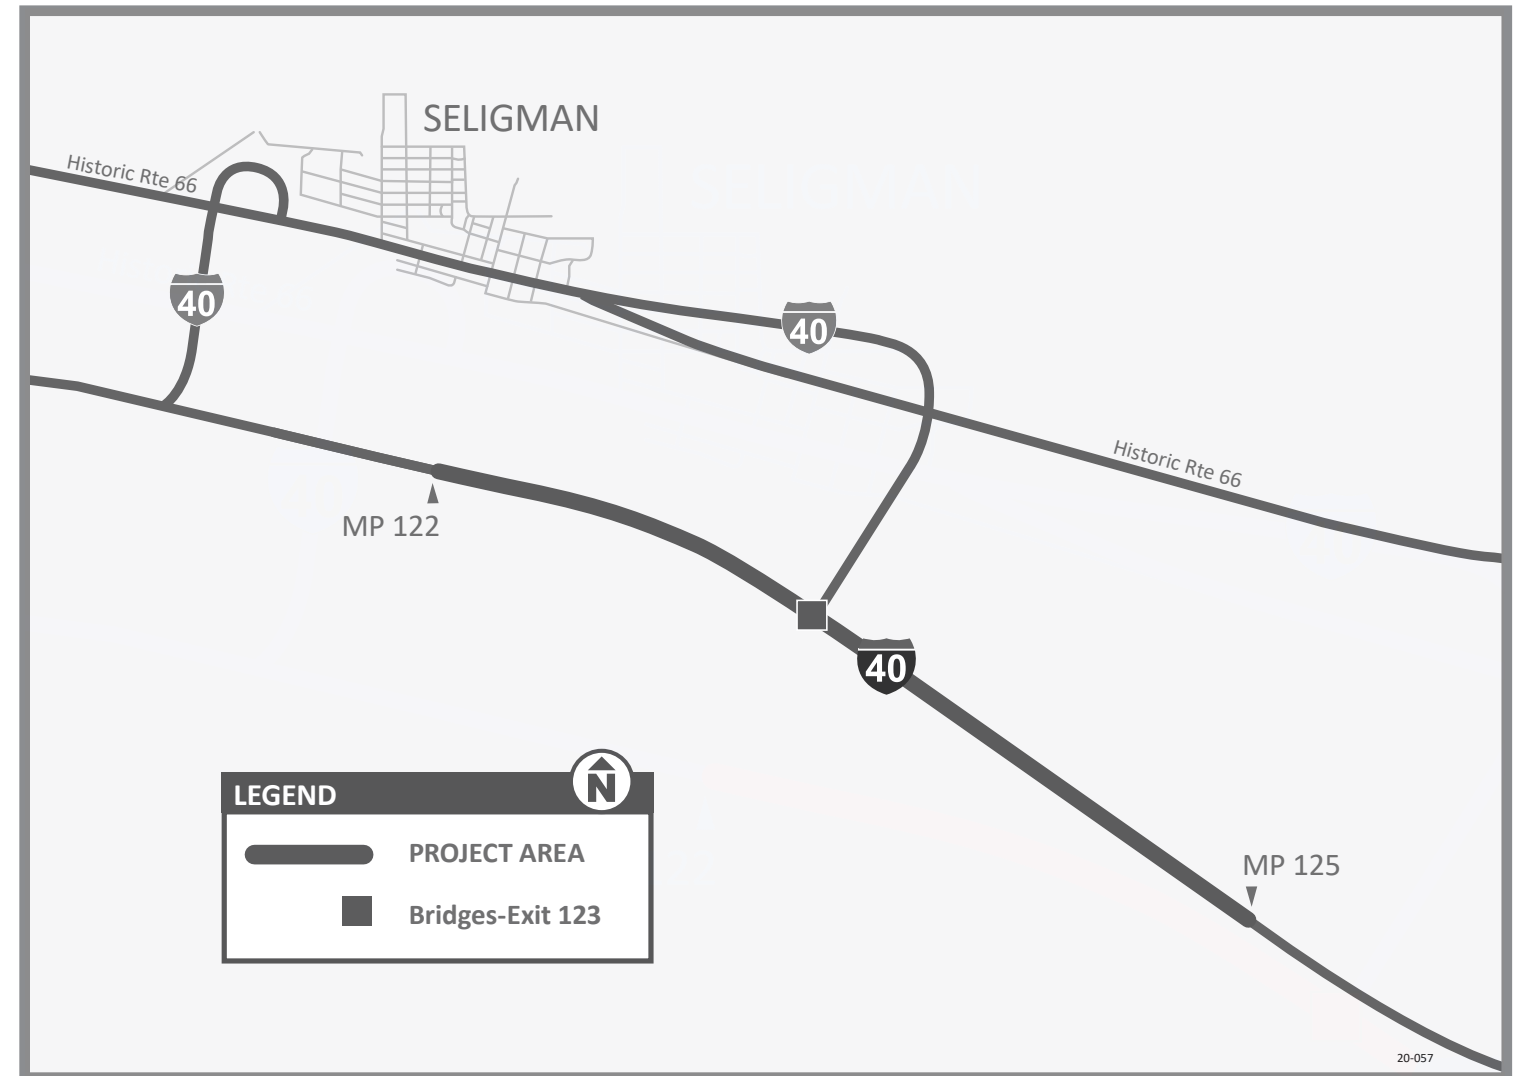 SELIGMAN
Historic Rte 66
40
40
Historic Rte 66
MP 122
40
LEGEND
N
PROJECT AREA
Bridges-Exit 123
MP 125
20-057